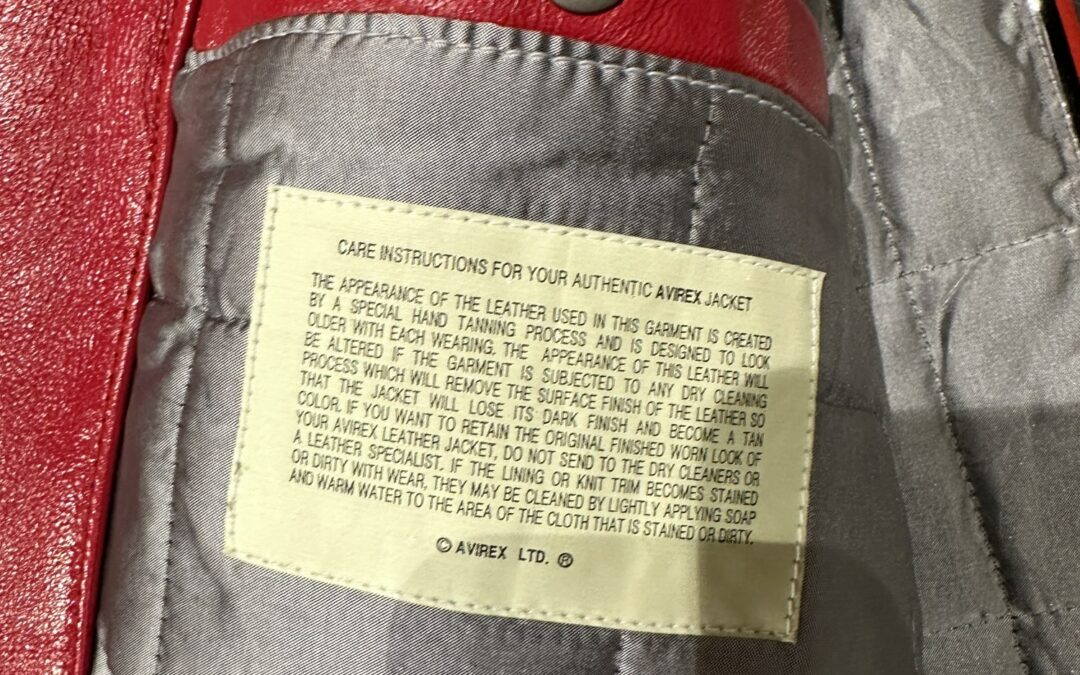 CARE INSTRUCTIONS FOR YOUR AUTHENTIC AVIREX JACKET
THE APPEARANCE OF THE LEATHER USED IN THIS GARMENT IS CREATED
BY A SPECIAL HAND TANNING PROCESS AND IS DESIGNED TO LOOK
OLDER WITH EACH WEARING. THE APPEARANCE OF THIS LEATHER WILL
BE ALTERED IF THE GARMENT IS SUBJECTED TO ANY DRY CLEANING
PROCESS WHICH WILL REMOVE THE SURFACE FINISH OF THE LEATHER SO
THAT THE JACKET WILL LOSE ITS DARK FINISH AND BECOME A TAN
COLOR. IF YOU WANT TO RETAIN THE ORIGINAL FINISHED WORN LOOK OF
YOUR AVIREX LEATHER JACKET, DO NOT SEND TO THE DRY CLEANERS OR
A LEATHER SPECIALIST. IF THE LINING OR KNIT TRIM BECOMES STAINED
OR DIRTY WITH WEAR, THEY MAY BE CLEANED BY LIGHTLY APPLYING SOAP
AND WARM WATER TO THE AREA OF THE CLOTH THAT IS STAINED OR DIRTY.
© AVIREX LTD. ®